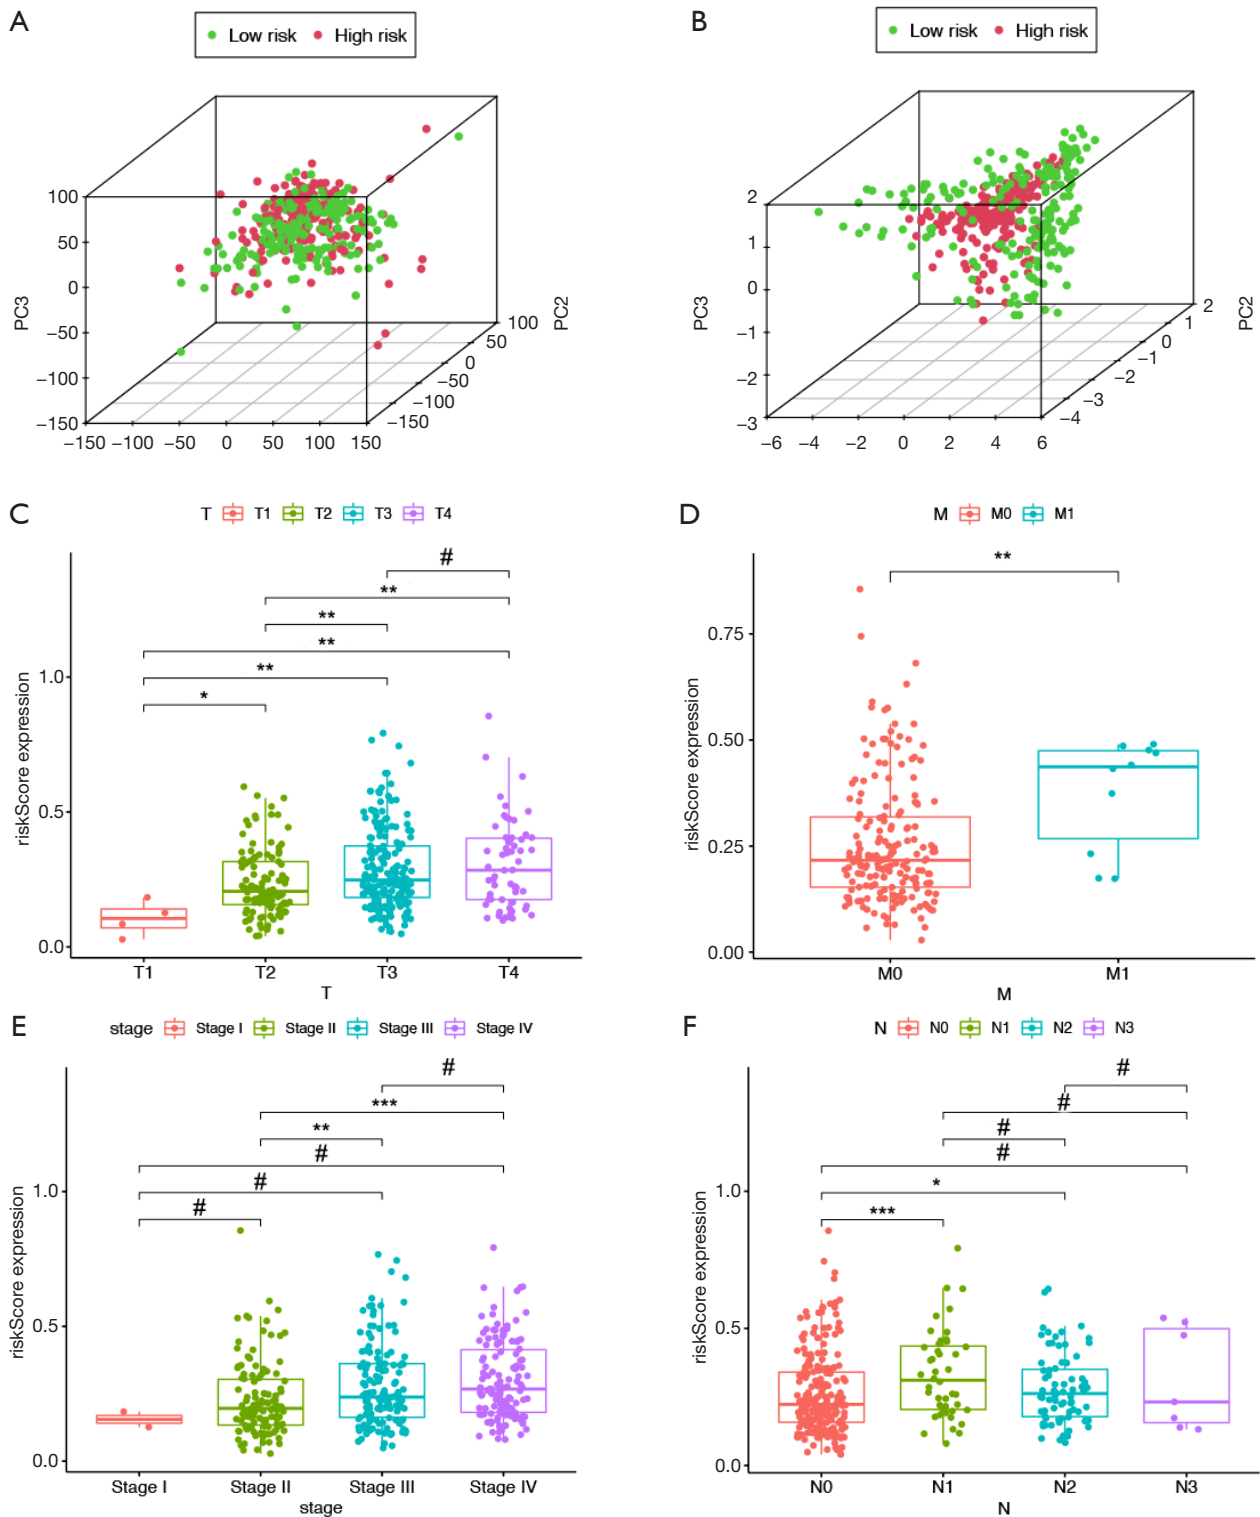 A
Low risk High risk
100
50
0
−50
−100
−150
PC3
−150 −100 −50 0 50 100 150
−150
−100
−50
0
50
100
PC2
B
Low risk High risk
2
1
0
−1
−2
−3
PC3
−6 −4 −2 0 2 4 6
−4
−3
−2
−1
0
1
2
PC2
C
T T1 T2 T3 T4
#
**
**
**
**
*
1.0
0.5
0.0
riskScore expression
T1 T2 T3 T4
T
D
M M0 M1
**
0.75
0.50
0.25
0.00
riskScore expression
M0 M1
M
E
stage Stage I Stage II Stage III Stage IV
#
***
**
#
#
#
1.0
0.5
0.0
riskScore expression
Stage I Stage II Stage III Stage IV
stage
F
N N0 N1 N2 N3
#
#
#
#
*
***
1.0
0.5
0.0
riskScore expression
N0 N1 N2 N3
N